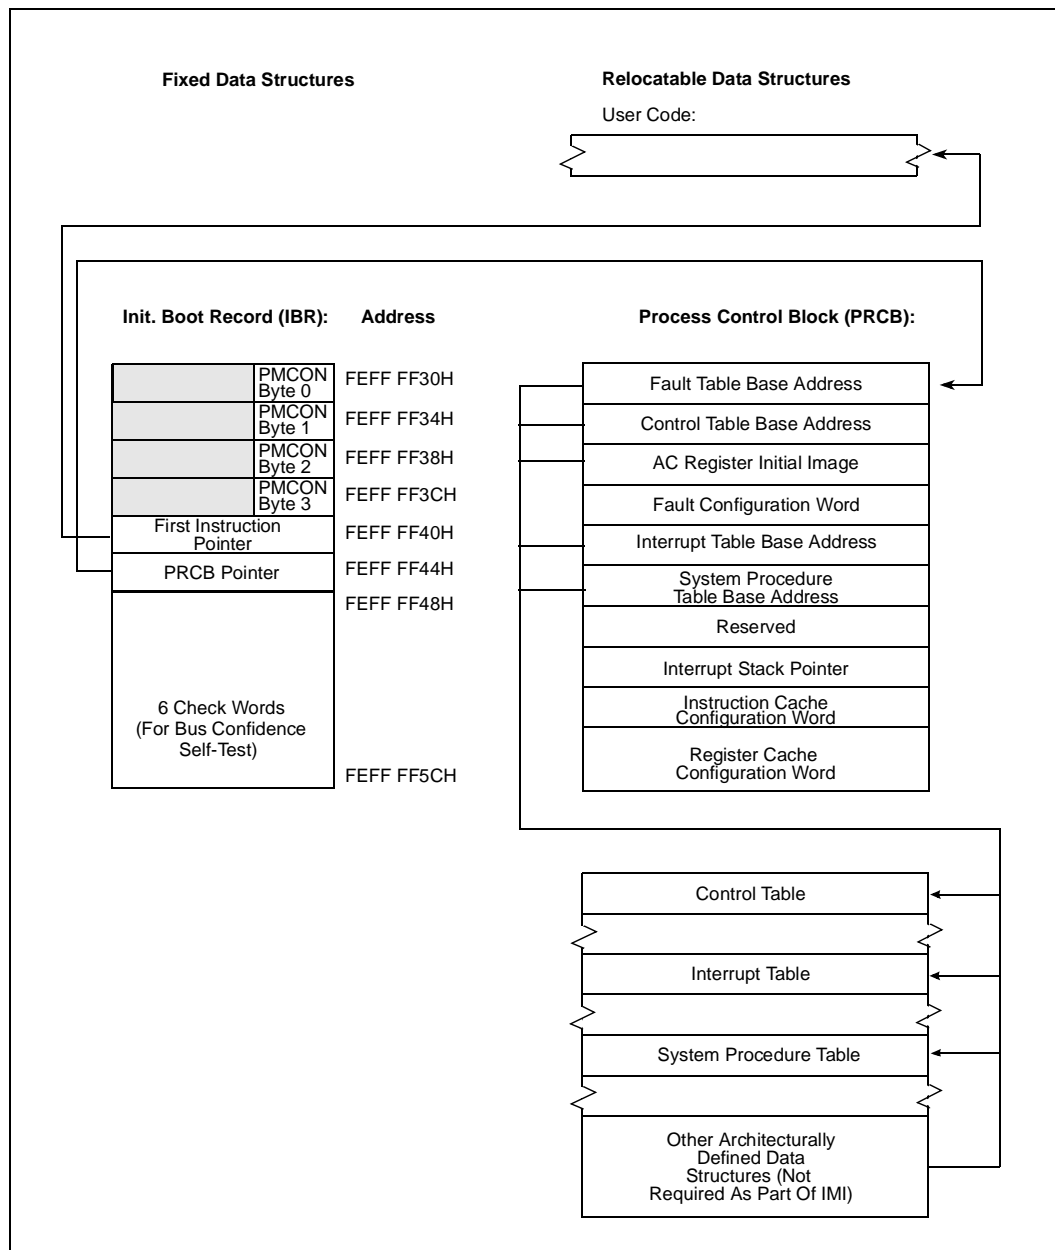 Fixed Data Structures
Relocatable Data Structures
User Code:
Init. Boot Record (IBR):
Address
PMCON
Byte 0
FEFF FF30H
PMCON
Byte 1
FEFF FF34H
PMCON
Byte 2
FEFF FF38H
PMCON
Byte 3
FEFF FF3CH
First Instruction
Pointer
FEFF FF40H
PRCB Pointer
FEFF FF44H
FEFF FF48H
6 Check Words
(For Bus Confidence
Self-Test)
FEFF FF5CH
Process Control Block (PRCB):
Fault Table Base Address
Control Table Base Address
AC Register Initial Image
Fault Configuration Word
Interrupt Table Base Address
System Procedure
Table Base Address
Reserved
Interrupt Stack Pointer
Instruction Cache
Configuration Word
Register Cache
Configuration Word
Control Table
Interrupt Table
System Procedure Table
Other Architecturally
Defined Data
Structures (Not
Required As Part Of IMI)